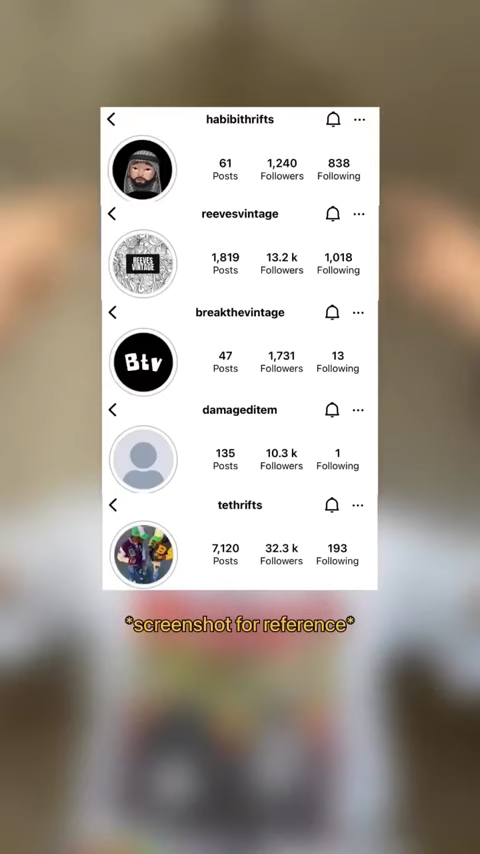 habibithrifts
61 1,240 838
Posts Followers Following
reevesvintage
REEVES
VINTAGE
1,819 13.2 k 1,018
Posts Followers Following
breakthevintage
Btv
47 1,731 13
Posts Followers Following
damageditem
135 10.3 k 1
Posts Followers Following
tethrifts
7,120 32.3 k 193
Posts Followers Following
*screenshot for reference*